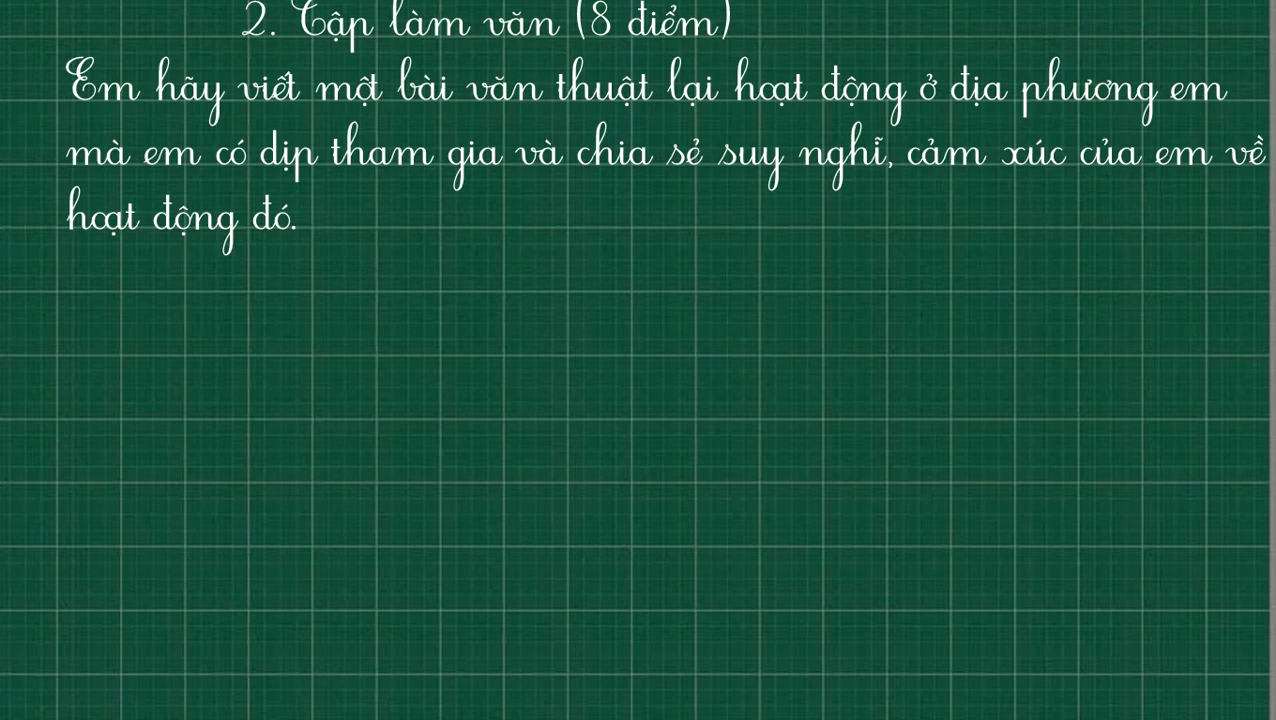 2. Tập làm văn (8 điểm)
Em hãy viết một bài văn thuật lại hoạt động ở địa phương em
mà em có dịp tham gia và chia sẻ suy nghĩ, cảm xúc của em về
hoạt động đó.